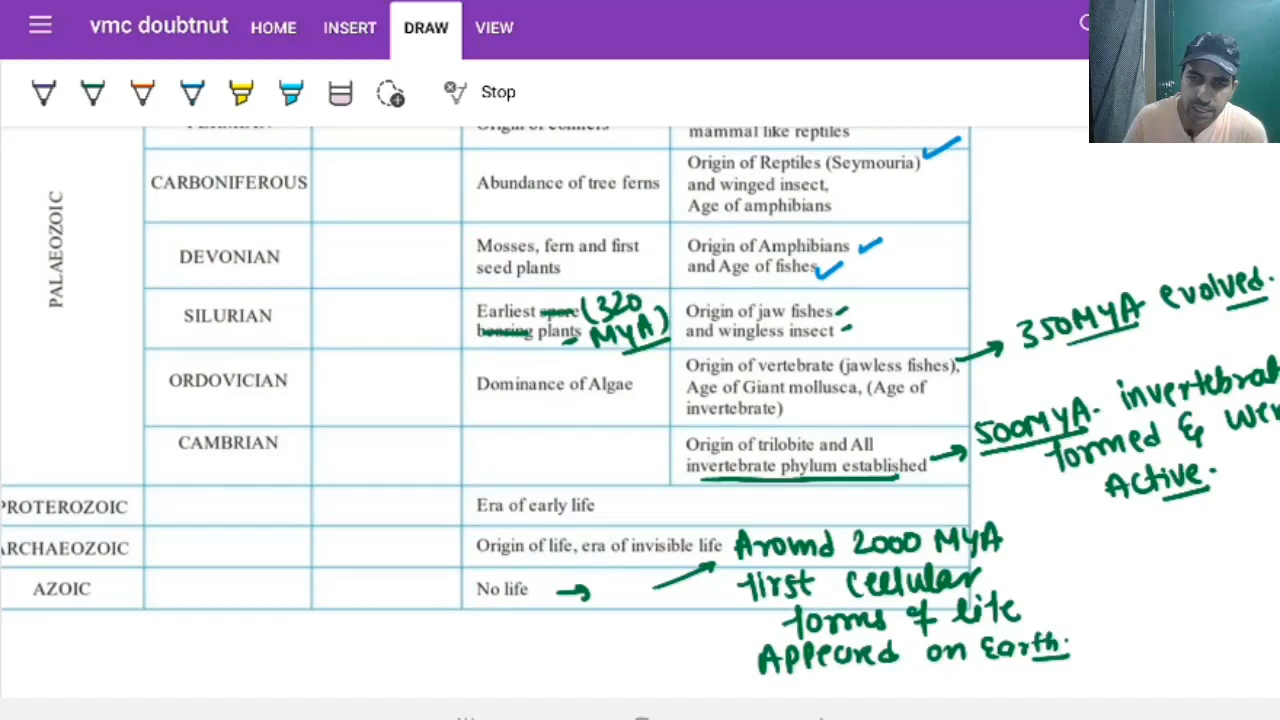 vmc doubtnut HOME INSERT DRAW VIEW
Stop
mammal like reptiles
PALAEOZOIC
CARBONIFEROUS
Abundance of tree ferns
Origin of Reptiles (Seymouria)
and winged insect,
Age of amphibians
DEVONIAN
Mosses, fern and first
seed plants
Origin of Amphibians
and Age of fishes
SILURIAN
Earliest spore (320
bearing plants MYA)
Origin of jaw fishes
and wingless insect
350MYA evolved.
ORDOVICIAN
Dominance of Algae
Origin of vertebrate (jawless fishes),
Age of Giant mollusca, (Age of
invertebrate)
CAMBRIAN
Origin of trilobite and All
invertebrate phylum established
500MYA. invertebrat
formed & wer
Active.
PROTEROZOIC
Era of early life
ARCHAEOZOIC
Origin of life, era of invisible life
Around 2000 MYA
first cellular
forms of life
Appeared on Earth.
AZOIC
No life